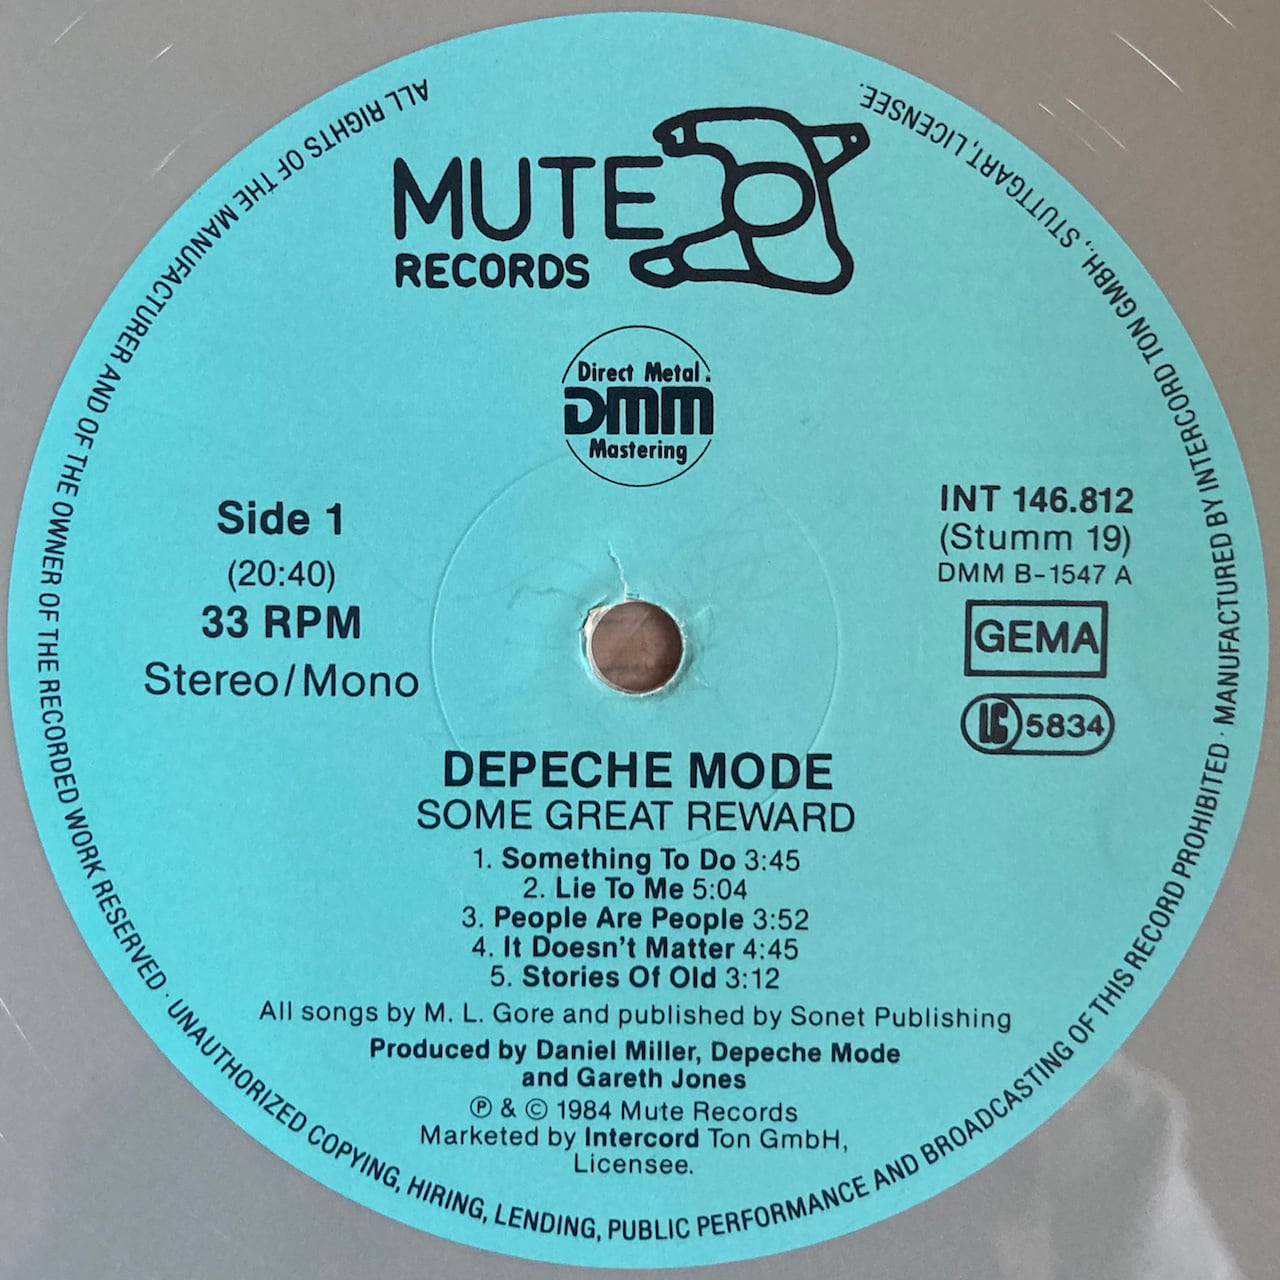 MUTE
RECORDS
Direct Metal
DMM
Mastering
Side 1
(20:40)
33 RPM
Stereo/Mono
INT 146.812
(Stumm 19)
DMM B-1547 A
GEMA
LC 5834
DEPECHE MODE
SOME GREAT REWARD
1. Something To Do 3:45
2. Lie To Me 5:04
3. People Are People 3:52
4. It Doesn't Matter 4:45
5. Stories Of Old 3:12
All songs by M. L. Gore and published by Sonet Publishing
Produced by Daniel Miller, Depeche Mode
and Gareth Jones
Ⓟ & © 1984 Mute Records
Marketed by Intercord Ton GmbH,
Licensee.
ALL RIGHTS OF THE MANUFACTURER AND OF THE OWNER OF THE RECORDED WORK RESERVED · UNAUTHORIZED COPYING, HIRING, LENDING, PUBLIC PERFORMANCE AND BROADCASTING OF THIS RECORD PROHIBITED · MANUFACTURED BY INTERCORD TON GMBH., STUTTGART, LICENSEE.